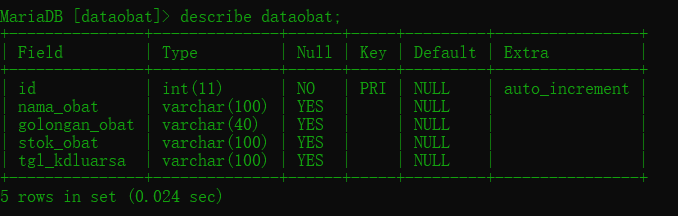 MariaDB [dataobat]> describe dataobat;
+---------------+--------------+------+-----+---------+----------------+
| Field         | Type         | Null | Key | Default | Extra          |
+---------------+--------------+------+-----+---------+----------------+
| id            | int(11)      | NO   | PRI | NULL    | auto_increment |
| nama_obat     | varchar(100) | YES  |     | NULL    |                |
| golongan_obat | varchar(40)  | YES  |     | NULL    |                |
| stok_obat     | varchar(100) | YES  |     | NULL    |                |
| tgl_kdluarsa  | varchar(100) | YES  |     | NULL    |                |
+---------------+--------------+------+-----+---------+----------------+
5 rows in set (0.024 sec)